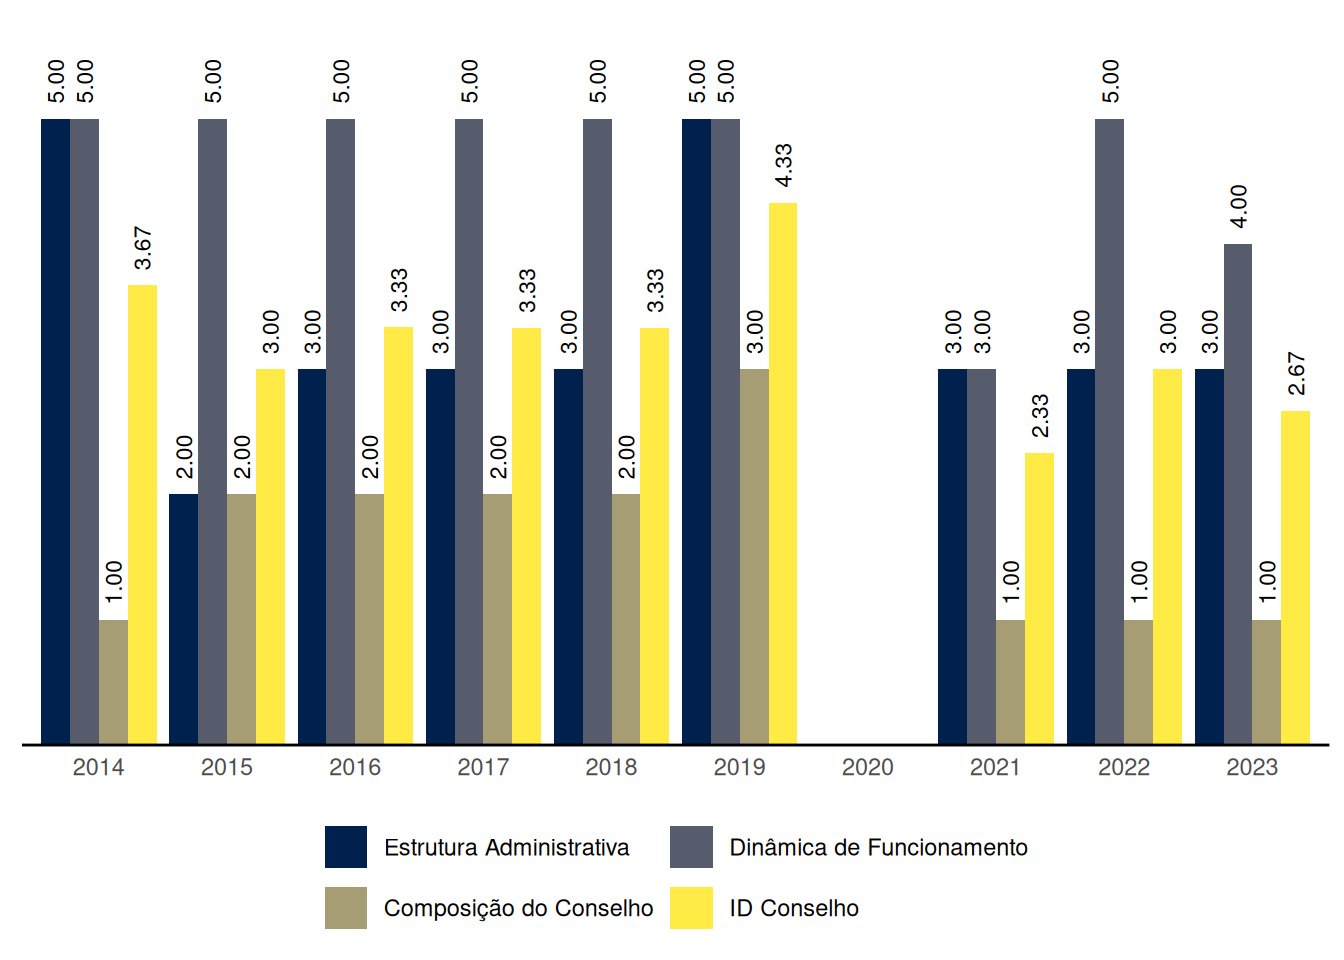 5.00 5.00 1.00 3.67
2.00 5.00 2.00 3.00
3.00 5.00 2.00 3.33
3.00 5.00 2.00 3.33
3.00 5.00 2.00 3.33
5.00 5.00 3.00 4.33
3.00 3.00 1.00 2.33
3.00 5.00 1.00 3.00
3.00 4.00 1.00 2.67
2014 2015 2016 2017 2018 2019 2020 2021 2022 2023
Estrutura Administrativa Dinâmica de Funcionamento
Composição do Conselho ID Conselho